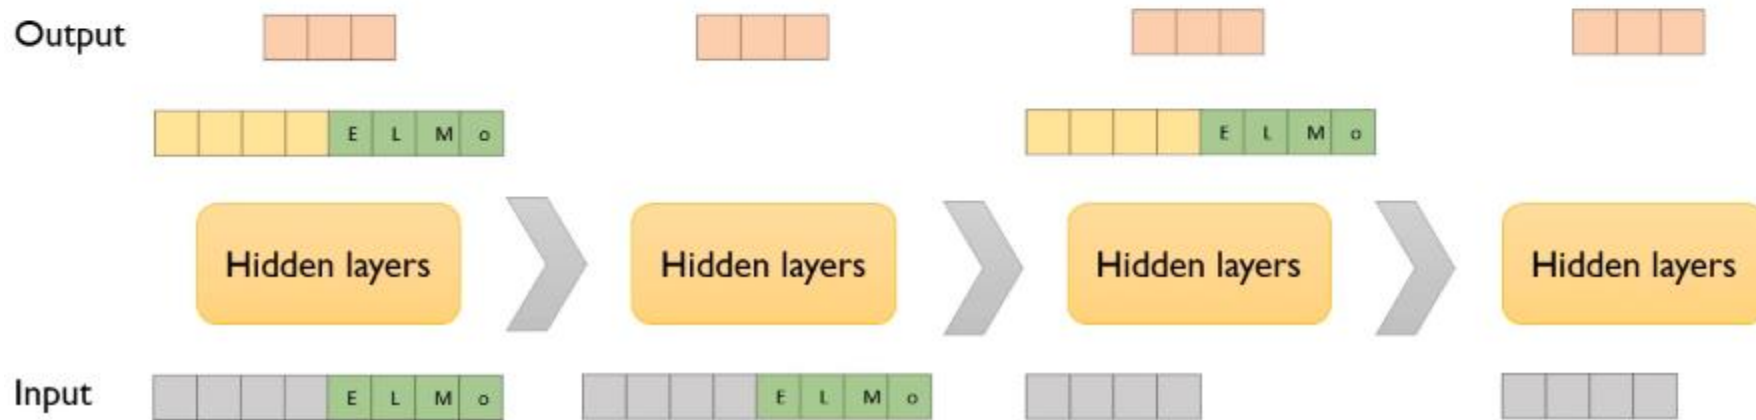 Output
E L M o E L M o
Hidden layers Hidden layers Hidden layers Hidden layers
Input E L M o E L M o